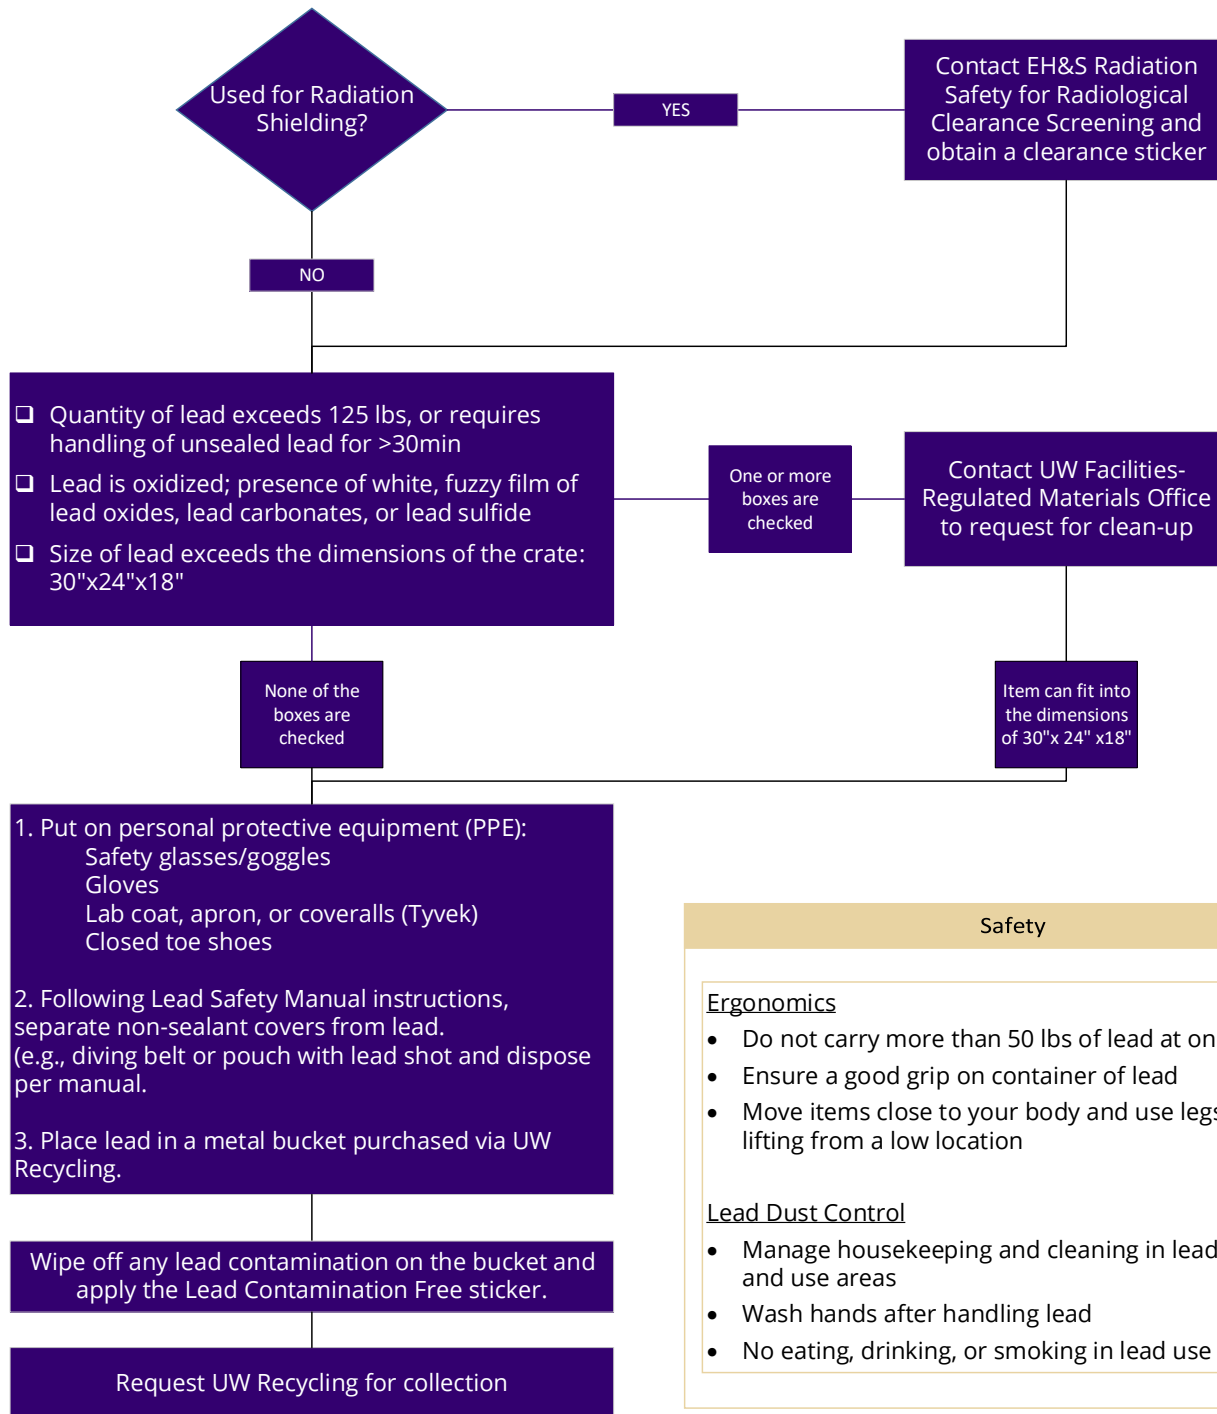 Used for Radiation
Shielding?
YES
Contact EH&S Radiation
Safety for Radiological
Clearance Screening and
obtain a clearance sticker
NO
❑ Quantity of lead exceeds 125 lbs, or requires
handling of unsealed lead for >30min
❑ Lead is oxidized; presence of white, fuzzy film of
lead oxides, lead carbonates, or lead sulfide
❑ Size of lead exceeds the dimensions of the crate:
30"x24"x18"
One or more
boxes are
checked
Contact UW Facilities-
Regulated Materials Office
to request for clean-up
None of the
boxes are
checked
Item can fit into
the dimensions
of 30"x 24" x18"
1. Put on personal protective equipment (PPE):
Safety glasses/goggles
Gloves
Lab coat, apron, or coveralls (Tyvek)
Closed toe shoes
2. Following Lead Safety Manual instructions,
separate non-sealant covers from lead.
(e.g., diving belt or pouch with lead shot and dispose
per manual.
3. Place lead in a metal bucket purchased via UW
Recycling.
Wipe off any lead contamination on the bucket and
apply the Lead Contamination Free sticker.
Request UW Recycling for collection
Safety
Ergonomics
• Do not carry more than 50 lbs of lead at on
• Ensure a good grip on container of lead
• Move items close to your body and use legs
lifting from a low location
Lead Dust Control
• Manage housekeeping and cleaning in lead
and use areas
• Wash hands after handling lead
• No eating, drinking, or smoking in lead use